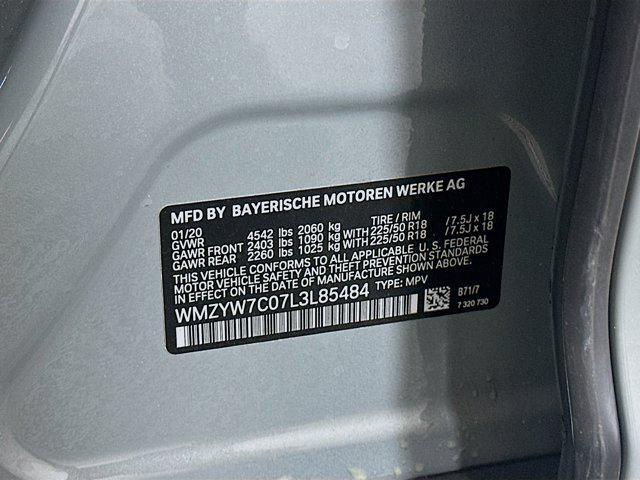 MFD BY BAYERISCHE MOTOREN WERKE AG
01/20 TIRE / RIM
GVWR 4542 lbs 2060 kg
GAWR FRONT 2403 lbs 1090 kg WITH 225/50 R18 /7.5J x 18
GAWR REAR 2260 lbs 1025 kg WITH 225/50 R18 /7.5J x 18
THIS VEHICLE CONFORMS TO ALL APPLICABLE U. S. FEDERAL
MOTOR VEHICLE SAFETY AND THEFT PREVENTION STANDARDS
IN EFFECT ON THE DATE OF MANUFACTURE SHOWN ABOVE.
WMZYW7C07L3L85484 TYPE: MPV
B71/7
7 320 730